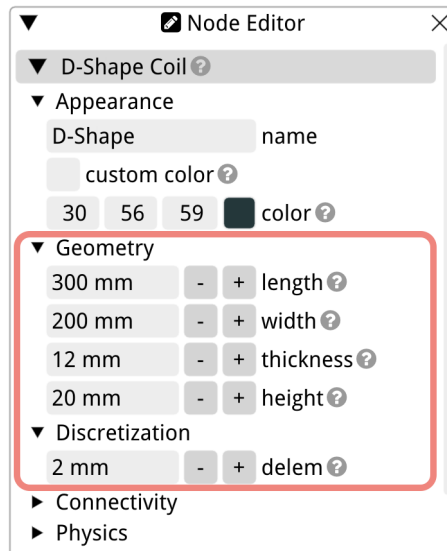 Node Editor
D-Shape Coil
Appearance
D-Shape name
custom color
30 56 59 color
Geometry
300 mm - + length
200 mm - + width
12 mm - + thickness
20 mm - + height
Discretization
2 mm - + delem
Connectivity
Physics